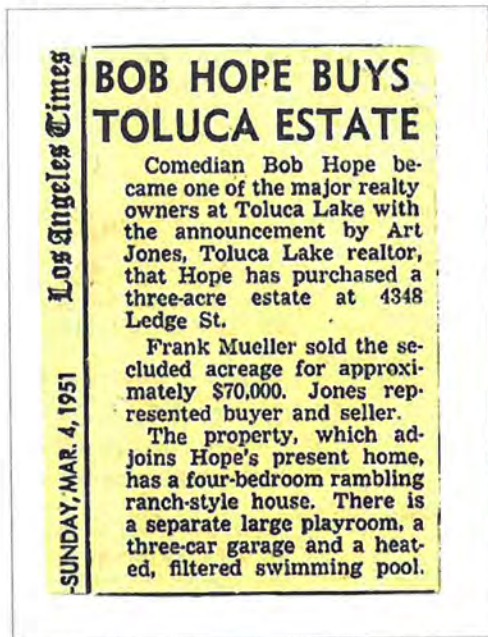 Los Angeles Times
-SUNDAY, MAR. 4, 1951
BOB HOPE BUYS
TOLUCA ESTATE
Comedian Bob Hope be-
came one of the major realty
owners at Toluca Lake with
the announcement by Art
Jones, Toluca Lake realtor,
that Hope has purchased a
three-acre estate at 4348
Ledge St.
Frank Mueller sold the se-
cluded acreage for approxi-
mately $70,000. Jones rep-
resented buyer and seller.
The property, which ad-
joins Hope's present home,
has a four-bedroom rambling
ranch-style house. There is
a separate large playroom, a
three-car garage and a heat-
ed, filtered swimming pool.